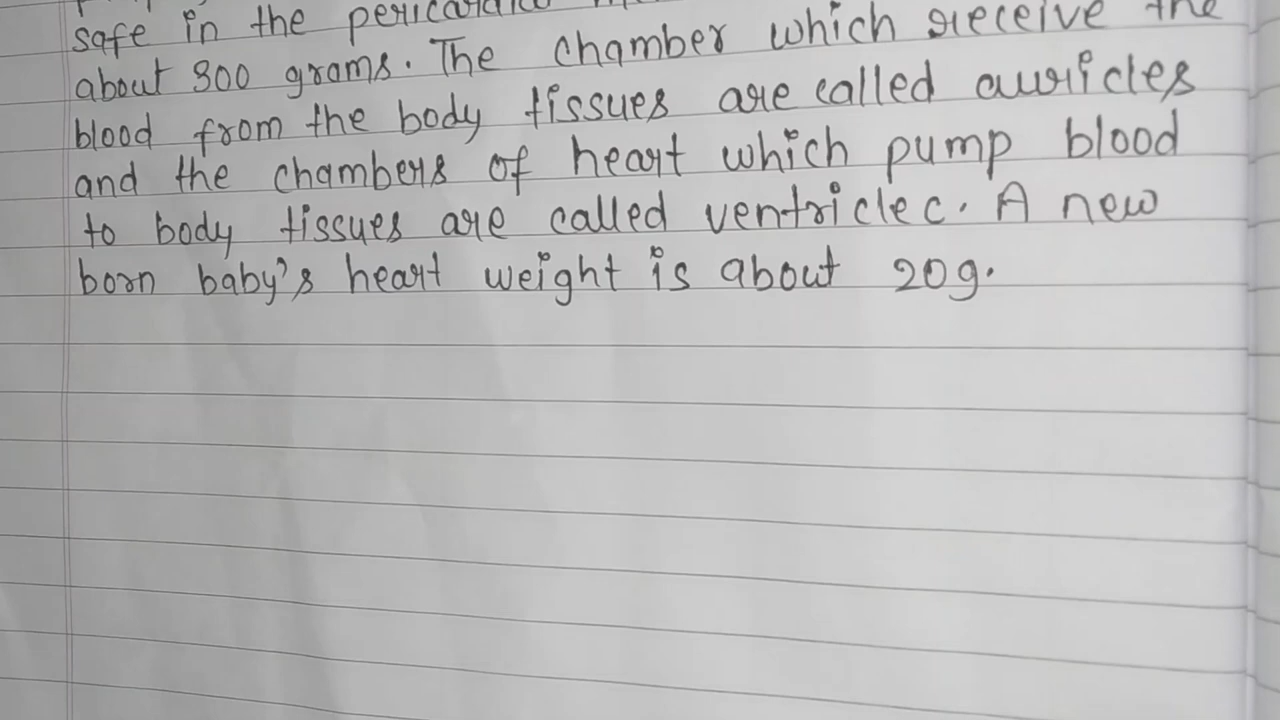 safe in the
about 300 grams. The chamber which receive the
blood from the body tissues are called auricles
and the chambers of heart which pump blood
to body tissues are called ventriclec. A new
born baby's heart weight is about 20g.